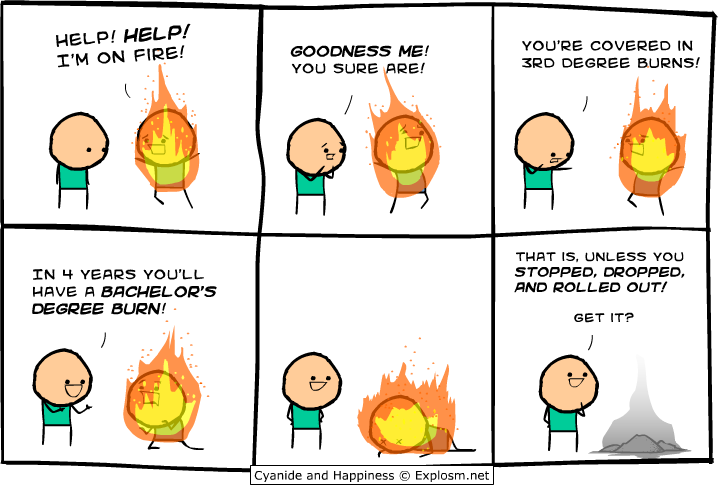 HELP! HELP!
I'M ON FIRE!
GOODNESS ME!
YOU SURE ARE!
YOU'RE COVERED IN
3RD DEGREE BURNS!
IN 4 YEARS YOU'LL
HAVE A BACHELOR'S
DEGREE BURN!
THAT IS, UNLESS YOU
STOPPED, DROPPED,
AND ROLLED OUT!
GET IT?
Cyanide and Happiness © Explosm.net